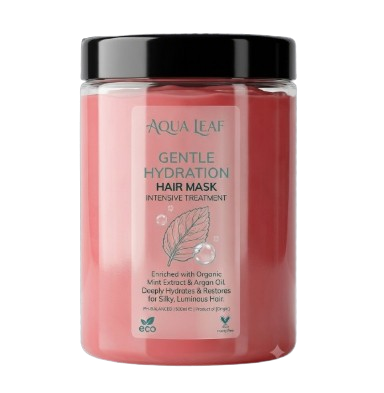 AQUA LEAF
GENTLE
HYDRATION
HAIR MASK
INTENSIVE TREATMENT
Enriched with Organic
Mint Extract & Argan Oil.
Deeply Hydrates & Restores
for Silky, Luminous Hair.
eco